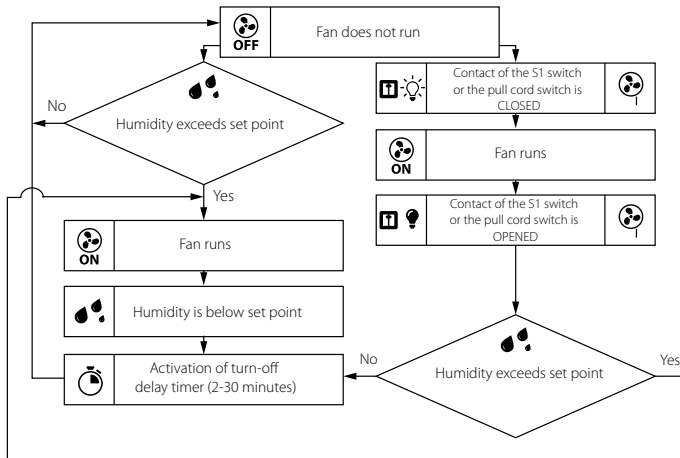 OFF
Fan does not run
Contact of the S1 switch
or the pull cord switch is
CLOSED
No
Humidity exceeds set point
ON
Fan runs
Yes
Contact of the S1 switch
or the pull cord switch is
OPENED
ON
Fan runs
Humidity is below set point
Activation of turn-off
delay timer (2-30 minutes)
No
Humidity exceeds set point
Yes